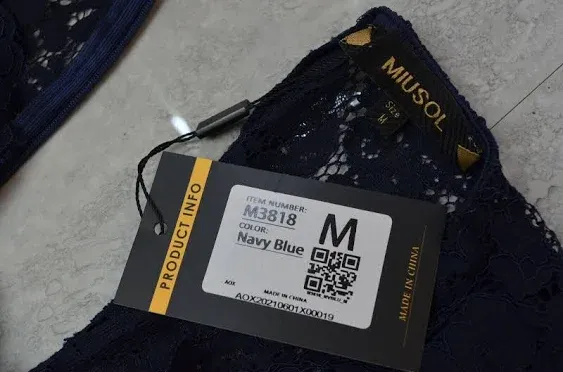 MIUSOL
Size
M
PRODUCT INFO
ITEM NUMBER:
M3818
COLOR:
Navy Blue
M
AOX
MADE IN CHINA
AOX20210601X00019
MADE IN CHINA